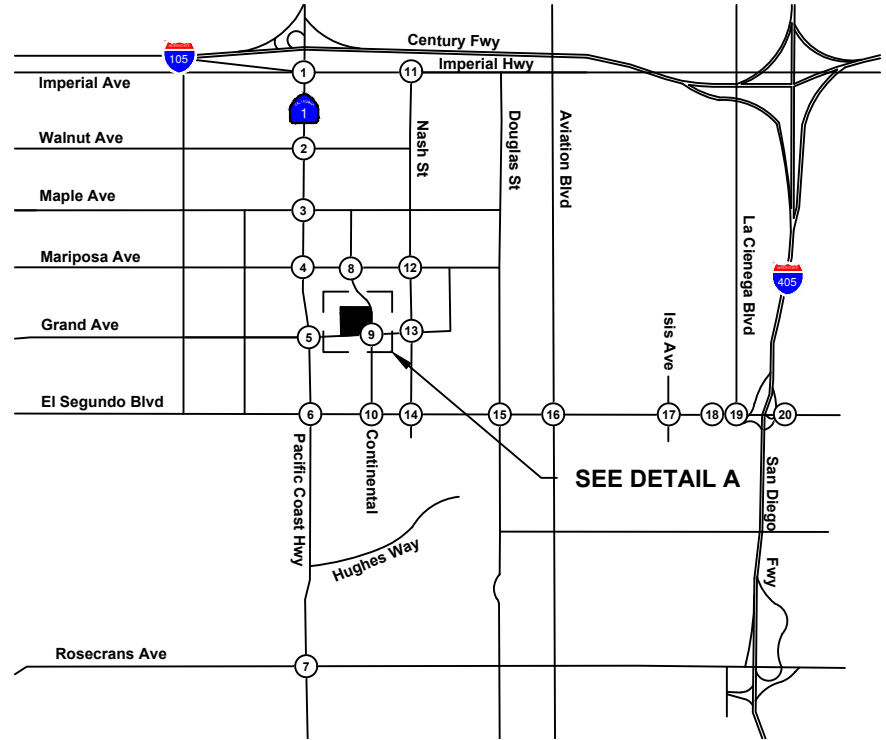 Century Fwy
Imperial Hwy
105
1
11
Imperial Ave
1
Walnut Ave
2
Nash St
Douglas St
Aviation Blvd
Maple Ave
3
La Cienega Blvd
Mariposa Ave
4
8
12
405
Grand Ave
5
9
13
Isis Ave
El Segundo Blvd
6
10
14
15
16
17
18
19
20
Pacific Coast Hwy
Continental
SEE DETAIL A
San Diego
Fwy
Hughes Way
Rosecrans Ave
7